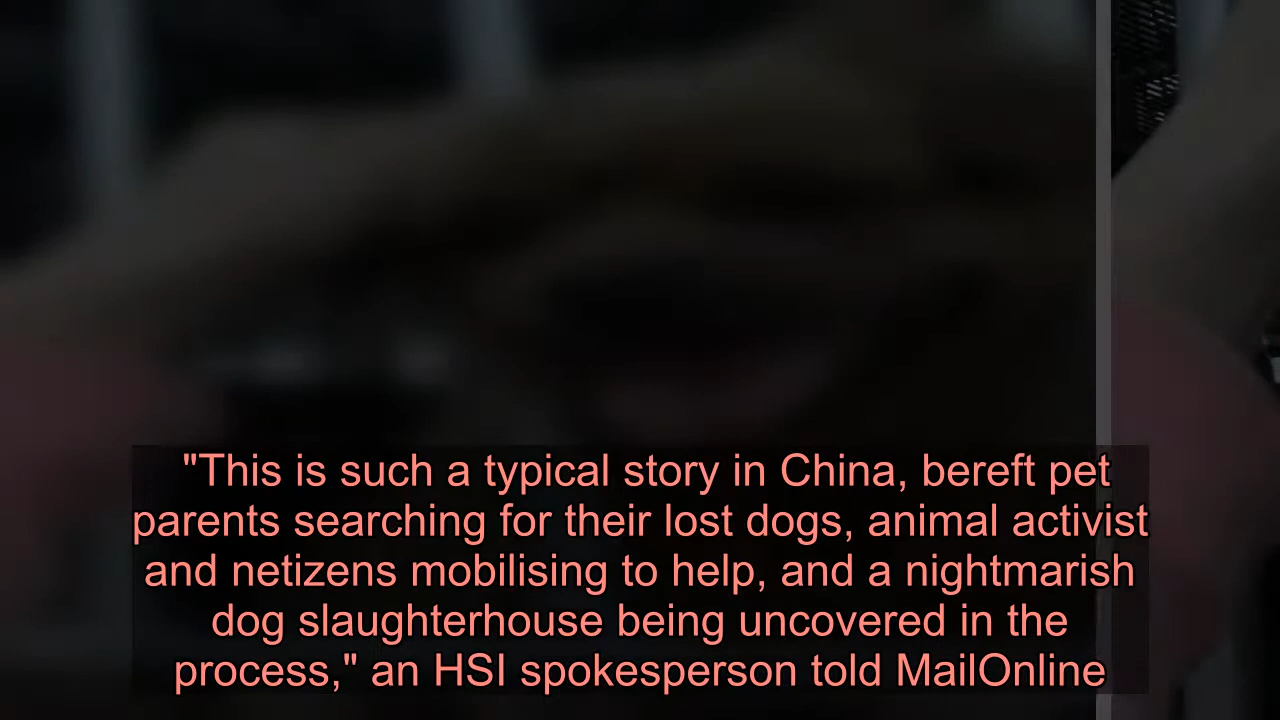 "This is such a typical story in China, bereft pet
parents searching for their lost dogs, animal activist
and netizens mobilising to help, and a nightmarish
dog slaughterhouse being uncovered in the
process," an HSI spokesperson told MailOnline